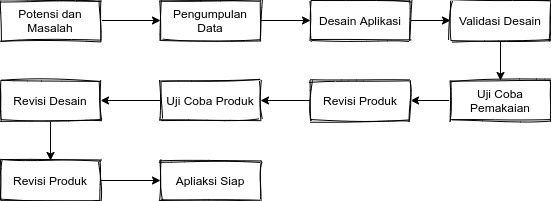 Potensi dan
Masalah
Pengumpulan
Data
Desain Aplikasi
Validasi Desain
Uji Coba
Pemakaian
Revisi Produk
Uji Coba Produk
Revisi Desain
Revisi Produk
Apliaksi Siap